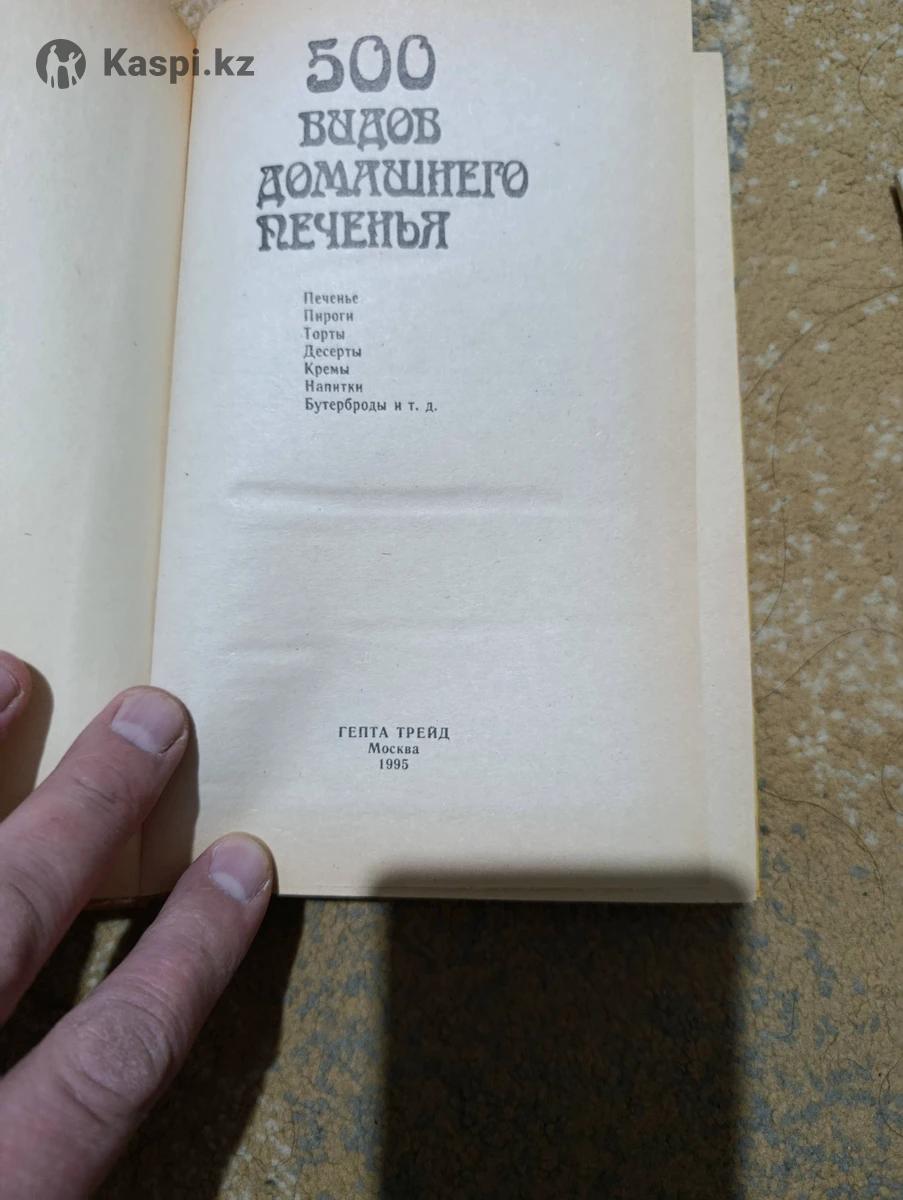 Kaspi.kz
500
ВИДОВ
ДОМАШНЕГО
ПЕЧЕНЬЯ
Печенье
Пироги
Торты
Десерты
Кремы
Напитки
Бутерброды и т. д.
ГЕПТА ТРЕЙД
Москва
1995